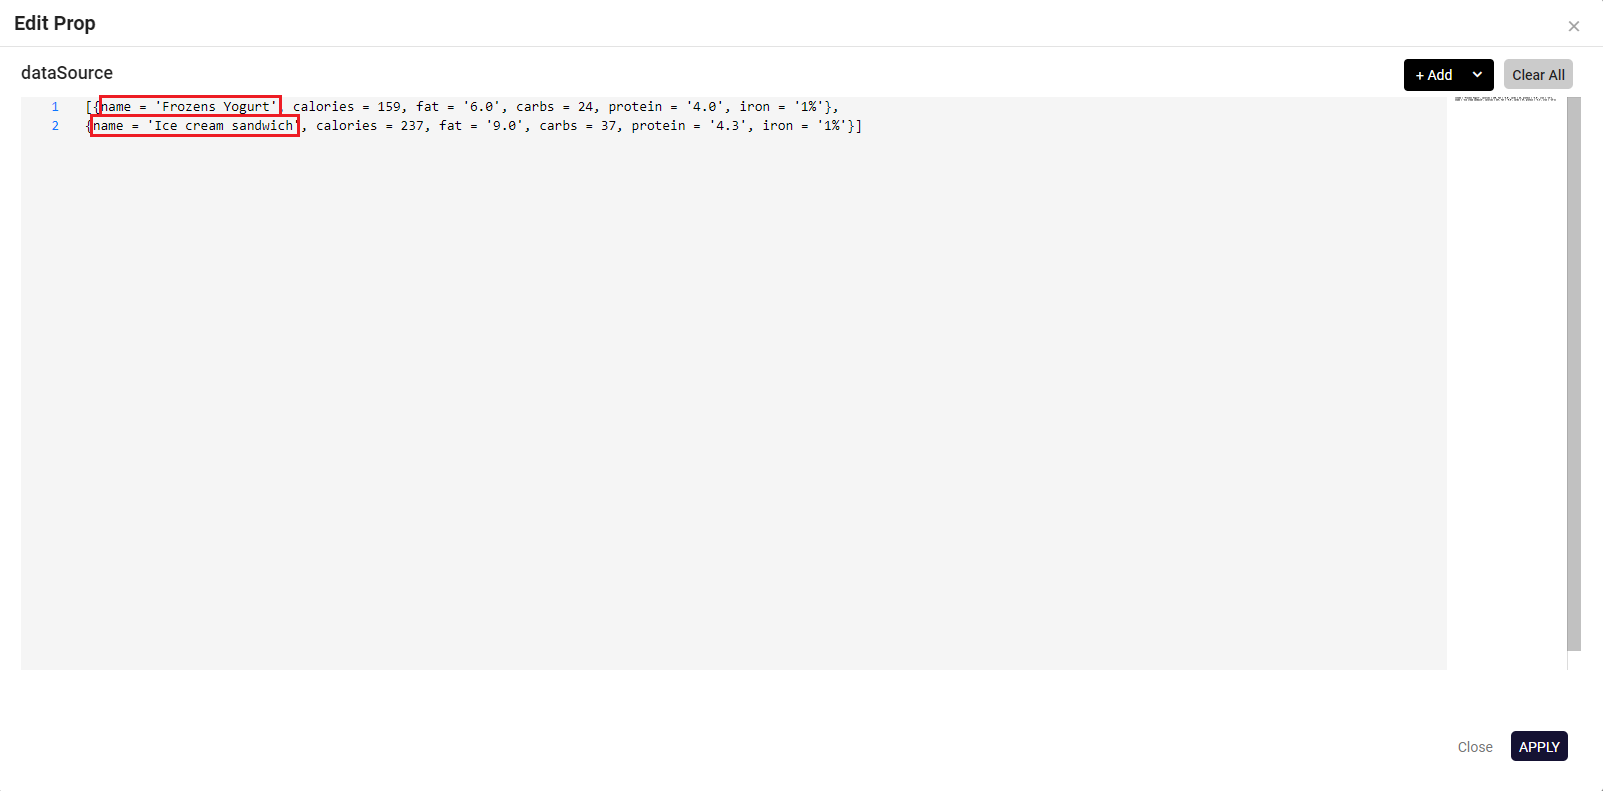 Edit Prop
×
dataSource
+ Add
Clear All
1 [{name = 'Frozens Yogurt', calories = 159, fat = '6.0', carbs = 24, protein = '4.0', iron = '1%'},
2 {name = 'Ice cream sandwich', calories = 237, fat = '9.0', carbs = 37, protein = '4.3', iron = '1%'}]
Close
APPLY